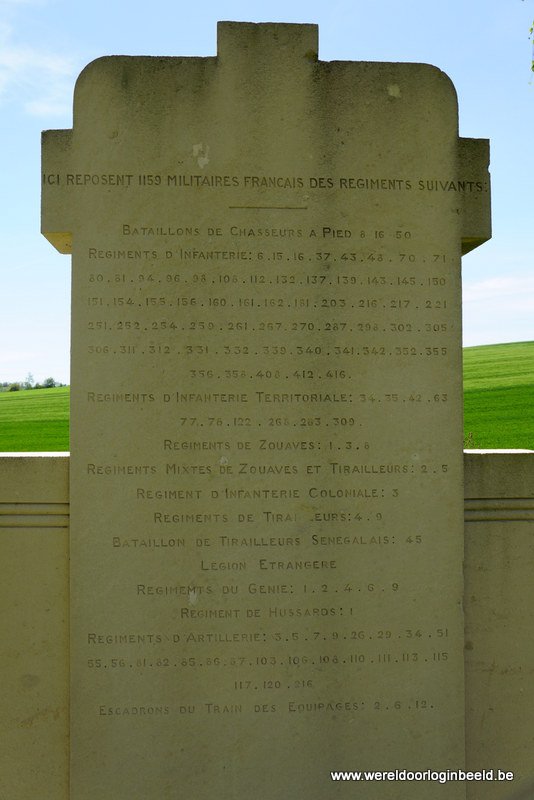 ICI REPOSENT 1159 MILITAIRES FRANCAIS DES REGIMENTS SUIVANTS:
BATAILLONS DE CHASSEURS A PIED 8.16.50
REGIMENTS D'INFANTERIE: 6.15.16.37.43.48.70.71
80.81.94.96.98.108.112.132.137.139.143.145.150
151.154.155.156.160.161.162.181.203.216.217.221
251.252.254.259.261.267.270.287.298.302.305
306.311.312.331.332.339.340.341.342.352.355
356.358.408.412.416.
REGIMENTS D'INFANTERIE TERRITORIALE: 34.35.42.63
77.78.122.268.283.309.
REGIMENTS DE ZOUAVES: 1.3.8
REGIMENTS MIXTES DE ZOUAVES ET TIRAILLEURS: 2.5
REGIMENT D'INFANTERIE COLONIALE: 3
REGIMENTS DE TIRAILLEURS: 4.9
BATAILLON DE TIRAILLEURS SENEGALAIS: 45
LEGION ETRANGERE
REGIMENTS DU GENIE: 1.2.4.6.9
REGIMENT DE HUSSARDS: 1
REGIMENTS D'ARTILLERIE: 3.5.7.9.26.29.34.51
55.56.81.82.85.86.87.103.106.108.110.111.113.115
117.120.216
ESCADRONS DU TRAIN DES EQUIPAGES: 2.6.12.
www.wereldoorloginbeeld.be